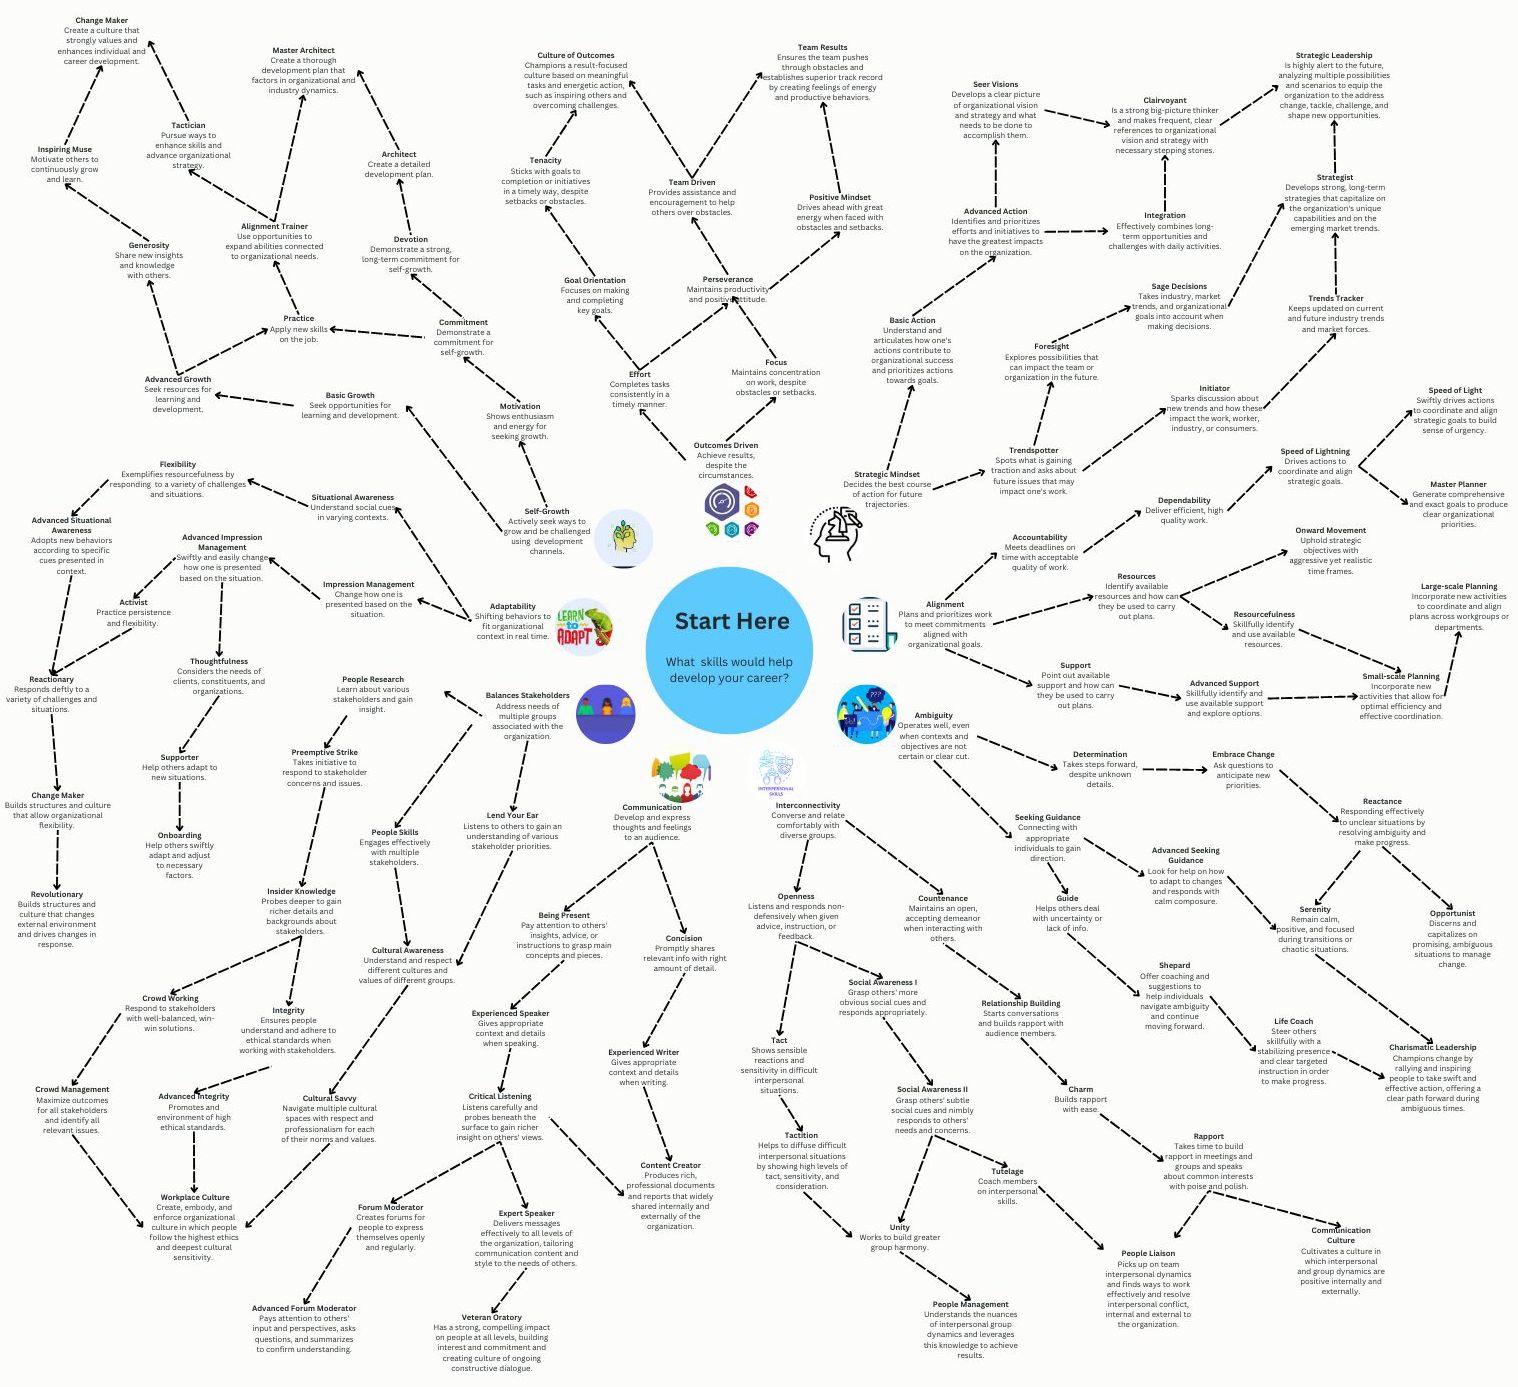 Start Here
What skills would help
develop your career?
Change Maker
Create a culture that
strongly values and
enhances individual and
career development.
Master Architect
Create a thorough
development plan that
factors in organizational and
industry dynamics.
Tactician
Pursue ways to
enhance skills and
advance organizational
strategy.
Inspiring Muse
Motivate others to
continuously grow
and learn.
Architect
Create a detailed
development plan.
Alignment Trainer
Use opportunities to
expand abilities connected
to organizational needs.
Generosity
Share new insights
and knowledge
with others.
Devotion
Demonstrate a strong,
long-term commitment for
self-growth.
Practice
Apply new skills
on the job.
Commitment
Demonstrate a
commitment for
self-growth.
Advanced Growth
Seek resources for
learning and
development.
Basic Growth
Seek opportunities for
learning and development.
Motivation
Shows enthusiasm
and energy for
seeking growth.
Self-Growth
Actively seek ways to
grow and be challenged
using development
channels.
Culture of Outcomes
Champions a result-focused
culture based on meaningful
tasks and energetic action,
such as inspiring others and
overcoming challenges.
Team Results
Ensures the team pushes
through obstacles and
establishes superior track record
by creating feelings of energy
and productive behaviors.
Tenacity
Sticks with goals to
completion or initiatives
in a timely way, despite
setbacks or obstacles.
Team Driven
Provides assistance and
encouragement to help
others over obstacles.
Positive Mindset
Drives ahead with great
energy when faced with
obstacles and setbacks.
Goal Orientation
Focuses on making
and completing
key goals.
Perseverance
Maintains productivity
and positive attitude.
Effort
Completes tasks
consistently in a
timely manner.
Focus
Maintains concentration
on work, despite
obstacles or setbacks.
Outcomes Driven
Achieve results,
despite the
circumstances.
Seer Visions
Develops a clear picture
of organizational vision
and strategy and what
needs to be done to
accomplish them.
Clairvoyant
Is a strong big-picture thinker
and makes frequent, clear
references to organizational
vision and strategy with
necessary stepping stones.
Strategic Leadership
Is highly alert to the future,
analyzing multiple possibilities
and scenarios to equip the
organization to the address
change, tackle, challenge, and
shape new opportunities.
Strategist
Develops strong, long-term
strategies that capitalize on
the organization's unique
capabilities and on the
emerging market trends.
Advanced Action
Identifies and prioritizes
efforts and initiatives to
have the greatest impacts
on the organization.
Integration
Effectively combines long-
term opportunities and
challenges with daily activities.
Sage Decisions
Takes industry, market
trends, and organizational
goals into account when
making decisions.
Trends Tracker
Keeps updated on current
and future industry trends
and market forces.
Basic Action
Understand and
articulates how one's
actions contribute to
organizational success
and prioritizes actions
towards goals.
Foresight
Explores possibilities that
can impact the team or
organization in the future.
Initiator
Sparks discussion about
new trends and how these
impact the work, worker,
industry, or consumers.
Trendspotter
Spots what is gaining
traction and asks about
future issues that may
impact one's work.
Strategic Mindset
Decides the best course
of action for future
trajectories.
Speed of Light
Swiftly drives actions
to coordinate and align
strategic goals to build
sense of urgency.
Speed of Lightning
Drives actions to
coordinate and align
strategic goals.
Master Planner
Generate comprehensive
and exact goals to produce
clear organizational
priorities.
Dependability
Deliver efficient, high
quality work.
Accountability
Meets deadlines on
time with acceptable
quality of work.
Onward Movement
Uphold strategic
objectives with
aggressive yet realistic
time frames.
Resources
Identify available
resources and how can
they be used to carry
out plans.
Large-scale Planning
Incorporate new activities
to coordinate and align
plans across workgroups or
departments.
Alignment
Plans and prioritizes work
to meet commitments
aligned with
organizational goals.
Resourcefulness
Skillfully identify
and use available
resources.
Support
Point out available
support and how can
they be used to carry
out plans.
Advanced Support
Skillfully identify and
use available support
and explore options.
Small-scale Planning
Incorporate new
activities that allow for
optimal efficiency and
effective coordination.
Flexibility
Exemplifies resourcefulness by
responding to a variety of challenges
and situations.
Situational Awareness
Understand social cues
in varying contexts.
Advanced Situational
Awareness
Adopts new behaviors
according to specific
cues presented in
context.
Advanced Impression
Management
Swiftly and easily change
how one is presented
based on the situation.
Impression Management
Change how one is
presented based on the
situation.
Activist
Practice persistence
and flexibility.
Adaptability
Shifting behaviors to
fit organizational
context in real time.
LEARN
to
ADAPT
Thoughtfulness
Considers the needs of
clients, constituents, and
organizations.
Reactionary
Responds deftly to a
variety of challenges and
situations.
Supporter
Help others adapt to
new situations.
Change Maker
Builds structures and culture
that allow organizational
flexibility.
Onboarding
Help others swiftly
adapt and adjust
to necessary
factors.
Revolutionary
Builds structures and
culture that changes
external environment
and drives changes in
response.
People Research
Learn about various
stakeholders and gain
insight.
Balances Stakeholders
Address needs of
multiple groups
associated with the
organization.
Preemptive Strike
Takes initiative to
respond to stakeholder
concerns and issues.
People Skills
Engages effectively
with multiple
stakeholders.
Lend Your Ear
Listens to others to gain an
understanding of various
stakeholder priorities.
Insider Knowledge
Probes deeper to gain
richer details and
backgrounds about
stakeholders.
Cultural Awareness
Understand and respect
different cultures and
values of different groups.
Crowd Working
Respond to stakeholders
with well-balanced, win-
win solutions.
Integrity
Ensures people
understand and adhere to
ethical standards when
working with stakeholders.
Crowd Management
Maximize outcomes
for all stakeholders
and identify all
relevant issues.
Advanced Integrity
Promotes and
environment of high
ethical standards.
Cultural Savvy
Navigate multiple cultural
spaces with respect and
professionalism for each
of their norms and values.
Workplace Culture
Create, embody, and
enforce organizational
culture in which people
follow the highest ethics
and deepest cultural
sensitivity.
Communication
Develop and express
thoughts and feelings
to an audience.
Being Present
Pay attention to others'
insights, advice, or
instructions to grasp main
concepts and pieces.
Concision
Promptly shares
relevant info with right
amount of detail.
Experienced Speaker
Gives appropriate
context and details
when speaking.
Experienced Writer
Gives appropriate
context and details
when writing.
Critical Listening
Listens carefully and
probes beneath the
surface to gain richer
insight on others' views.
Content Creator
Produces rich,
professional documents
and reports that widely
shared internally and
externally of the
organization.
Forum Moderator
Creates forums for
people to express
themselves openly
and regularly.
Expert Speaker
Delivers messages
effectively to all levels of
the organization, tailoring
communication content and
style to the needs of others.
Advanced Forum Moderator
Pays attention to others'
input and perspectives, asks
questions, and summarizes
to confirm understanding.
Veteran Oratory
Has a strong, compelling impact
on people at all levels, building
interest and commitment and
creating culture of ongoing
constructive dialogue.
INTERPERSONAL
SKILLS
Interconnectivity
Converse and relate
comfortably with
diverse groups.
Openness
Listens and responds non-
defensively when given
advice, instruction, or
feedback.
Countenance
Maintains an open,
accepting demeanor
when interacting with
others.
Social Awareness I
Grasp others' more
obvious social cues and
responds appropriately.
Relationship Building
Starts conversations
and builds rapport with
audience members.
Tact
Shows sensible
reactions and
sensitivity in difficult
interpersonal
situations.
Social Awareness II
Grasp others' subtle
social cues and nimbly
responds to others'
needs and concerns.
Charm
Builds rapport
with ease.
Tactition
Helps to diffuse difficult
interpersonal situations
by showing high levels of
tact, sensitivity, and
consideration.
Tutelage
Coach members
on interpersonal
skills.
Rapport
Takes time to build
rapport in meetings and
groups and speaks
about common interests
with poise and polish.
Unity
Works to build greater
group harmony.
People Liaison
Picks up on team
interpersonal dynamics
and finds ways to work
effectively and resolve
interpersonal conflict,
internal and external to
the organization.
Communication
Culture
Cultivates a culture in
which interpersonal
and group dynamics are
positive internally and
externally.
People Management
Understands the nuances
of interpersonal group
dynamics and leverages
this knowledge to achieve
results.
???
Ambiguity
Operates well, even
when contexts and
objectives are not
certain or clear cut.
Determination
Takes steps forward,
despite unknown
details.
Embrace Change
Ask questions to
anticipate new
priorities.
Reactance
Responding effectively
to unclear situations by
resolving ambiguity and
make progress.
Seeking Guidance
Connecting with
appropriate
individuals to gain
direction.
Advanced Seeking
Guidance
Look for help on how
to adapt to changes
and responds with
calm composure.
Guide
Helps others deal
with uncertainty or
lack of info.
Serenity
Remain calm,
positive, and focused
during transitions or
chaotic situations.
Opportunist
Discerns and
capitalizes on
promising, ambiguous
situations to manage
change.
Shepard
Offer coaching and
suggestions to
help individuals
navigate ambiguity
and continue
moving forward.
Life Coach
Steer others
skillfully with a
stabilizing presence
and clear targeted
instruction in order
to make progress.
Charismatic Leadership
Champions change by
rallying and inspiring
people to take swift and
effective action, offering a
clear path forward during
ambiguous times.